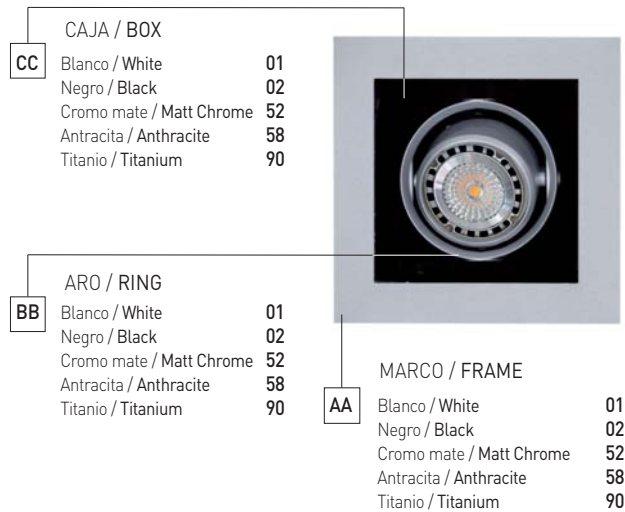 CAJA / BOX
CC
Blanco / White 01
Negro / Black 02
Cromo mate / Matt Chrome 52
Antracita / Anthracite 58
Titanio / Titanium 90
ARO / RING
BB
Blanco / White 01
Negro / Black 02
Cromo mate / Matt Chrome 52
Antracita / Anthracite 58
Titanio / Titanium 90
MARCO / FRAME
AA
Blanco / White 01
Negro / Black 02
Cromo mate / Matt Chrome 52
Antracita / Anthracite 58
Titanio / Titanium 90